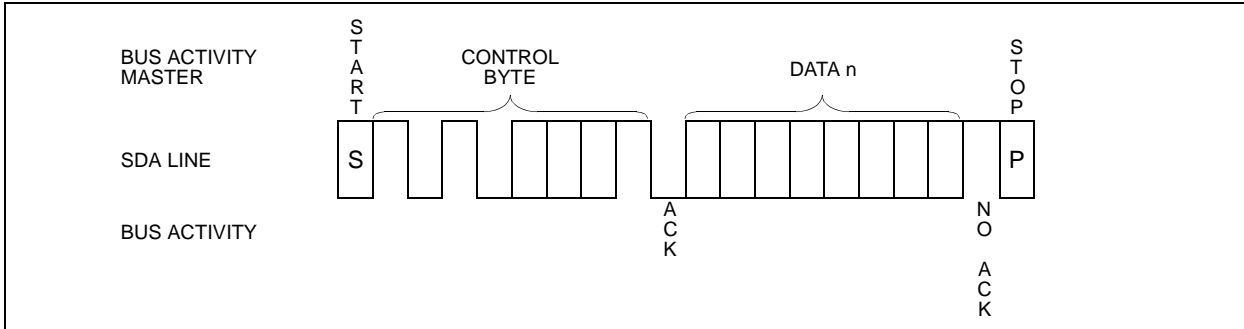 BUS ACTIVITY
MASTER
START
CONTROL
BYTE
DATA n
STOP
SDA LINE
S
P
BUS ACTIVITY
ACK
NO ACK